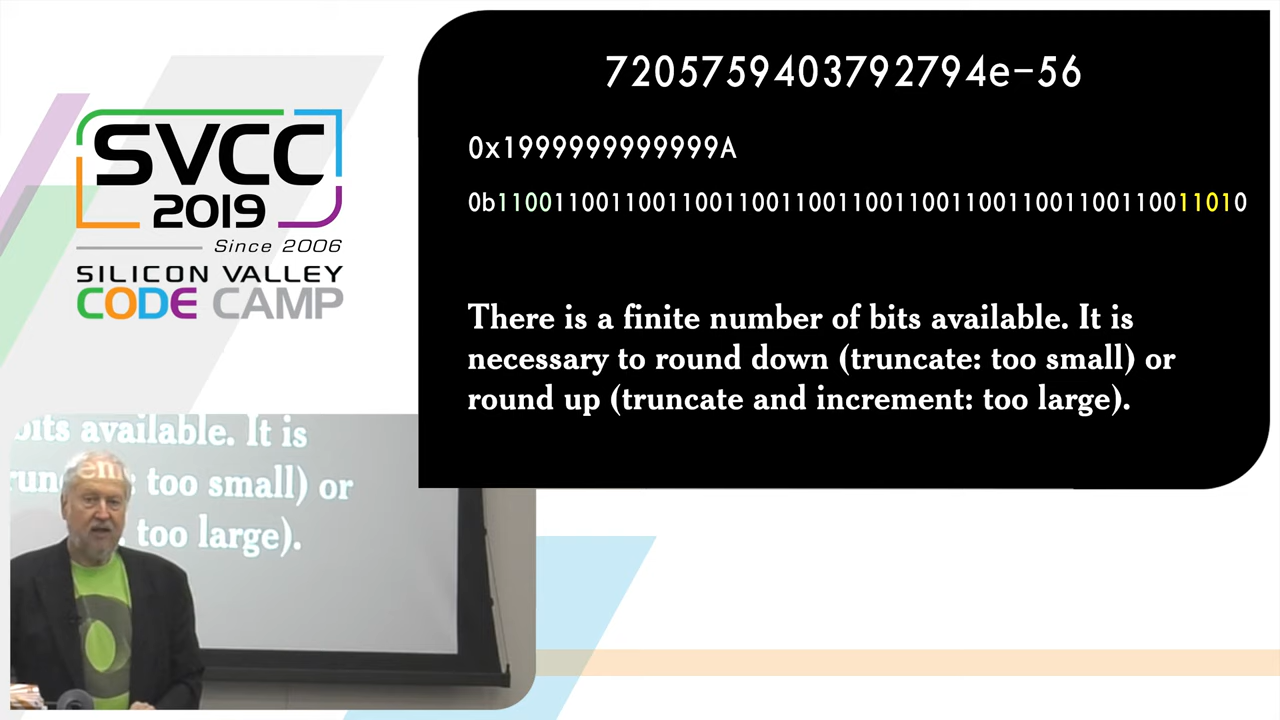 SVCC
2019
Since 2006
SILICON VALLEY
CODE CAMP
7205759403792794e-56
0x1999999999999A
0b11001100110011001100110011001100110011001100110011010
There is a finite number of bits available. It is
necessary to round down (truncate: too small) or
round up (truncate and increment: too large).
bits available. It is
: too small) or
too large).